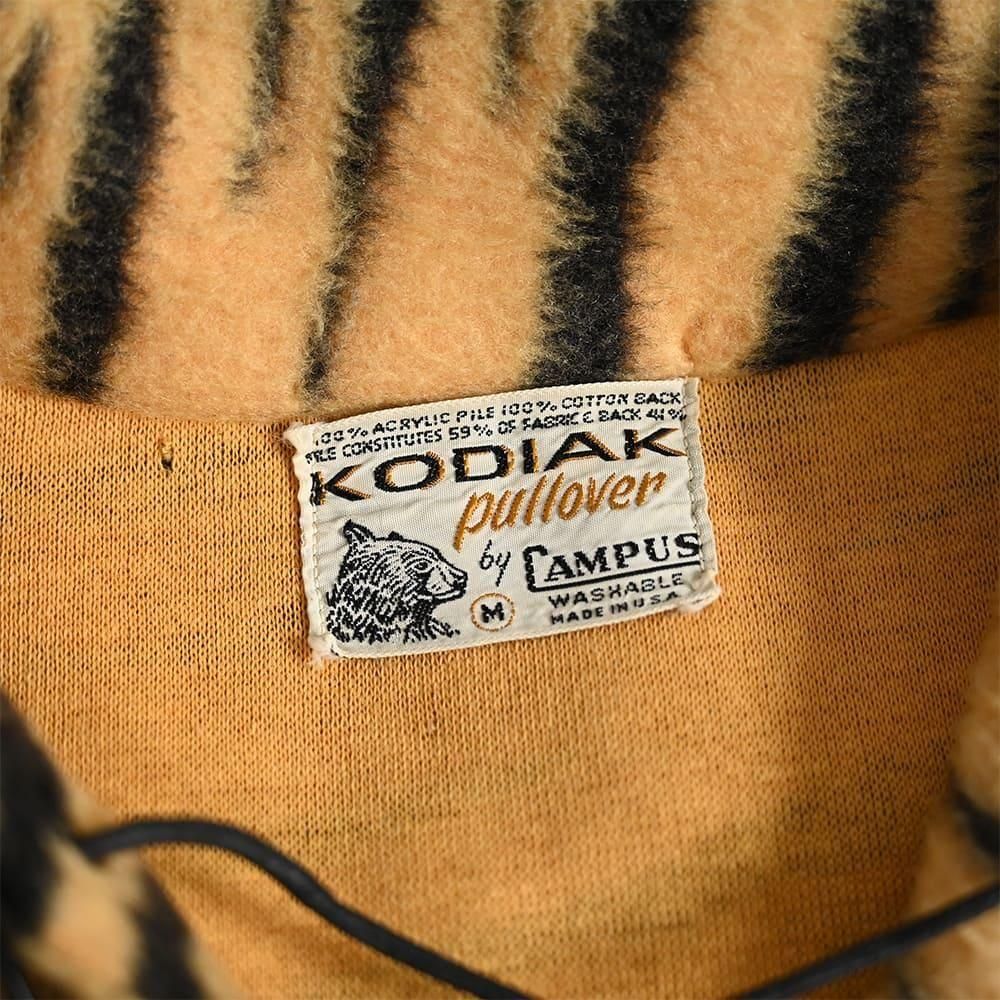 100% ACRYLIC PILE 100% COTTON BACK
PILE CONSTITUTES 59% OF FABRIC & BACK 41%
KODIAK
pullover
by CAMPUS
M
WASHABLE
MADE IN U.S.A.